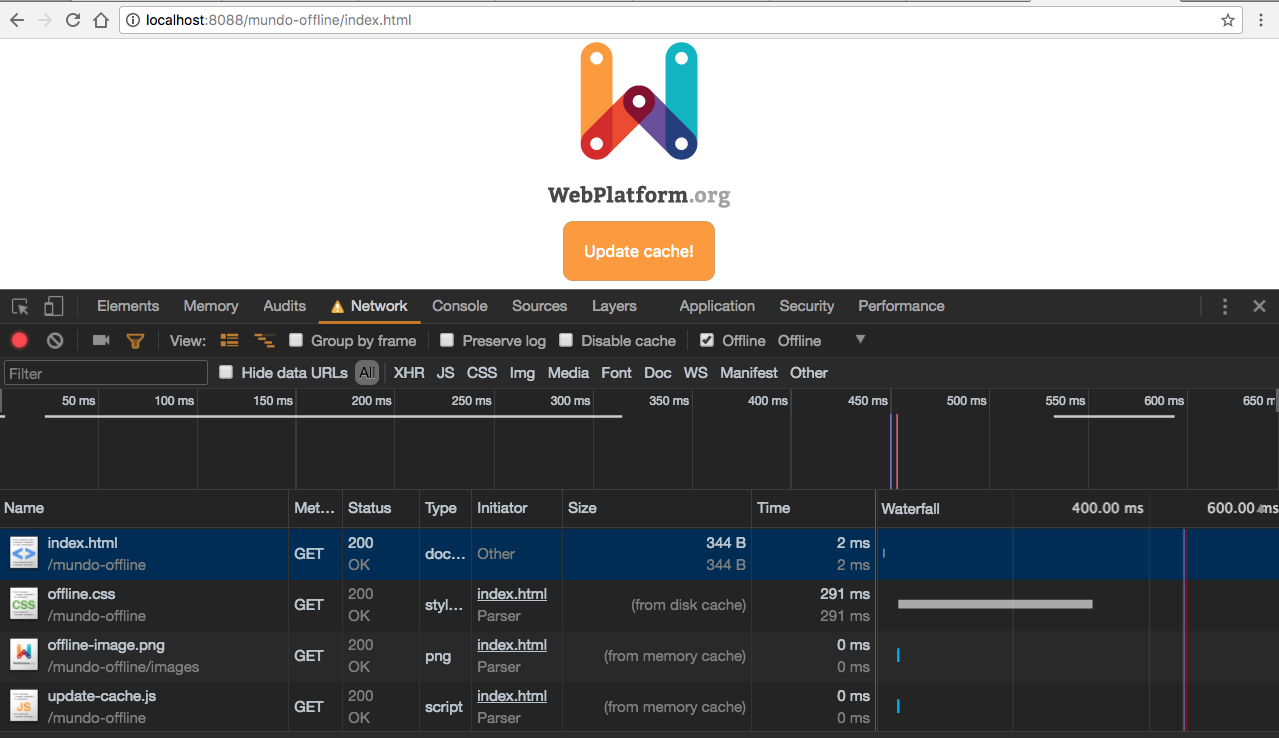 localhost:8088/mundo-offline/index.html
WebPlatform.org
Update cache!
Elements Memory Audits Network Console Sources Layers Application Security Performance
View: Group by frame Preserve log Disable cache Offline Offline
Filter Hide data URLs All XHR JS CSS Img Media Font Doc WS Manifest Other
50 ms 100 ms 150 ms 200 ms 250 ms 300 ms 350 ms 400 ms 450 ms 500 ms 550 ms 600 ms 650 m
Name Met... Status Type Initiator Size Time Waterfall 400.00 ms 600.00 ms
index.html 200 344 B 2 ms
GET doc... Other
/mundo-offline OK 344 B 2 ms
offline.css 200 index.html 291 ms
CSS GET styl... (from disk cache)
/mundo-offline OK Parser 291 ms
offline-image.png 200 index.html 0 ms
GET png (from memory cache)
/mundo-offline/images OK Parser 0 ms
update-cache.js 200 index.html 0 ms
JS GET script (from memory cache)
/mundo-offline OK Parser 0 ms